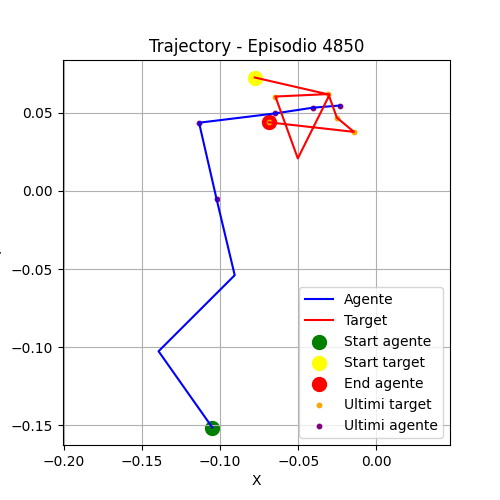 Trajectory - Episodio 4850
0.05
0.00
−0.05
−0.10
−0.15
−0.20
−0.15
−0.10
−0.05
0.00
X
Agente
Target
Start agente
Start target
End agente
Ultimi target
Ultimi agente